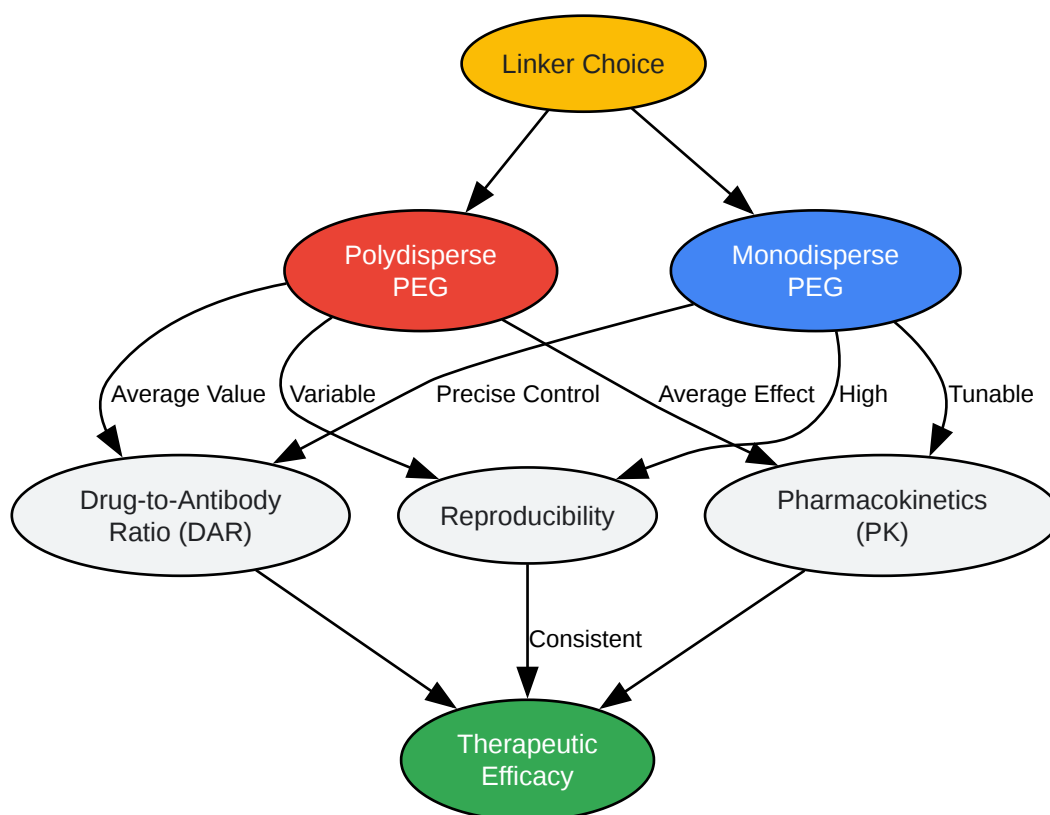 Linker Choice
Polydisperse
PEG
Monodisperse
PEG
Average Value
Variable
Precise Control
Average Effect
High
Tunable
Drug-to-Antibody
Ratio (DAR)
Reproducibility
Pharmacokinetics
(PK)
Consistent
Therapeutic
Efficacy